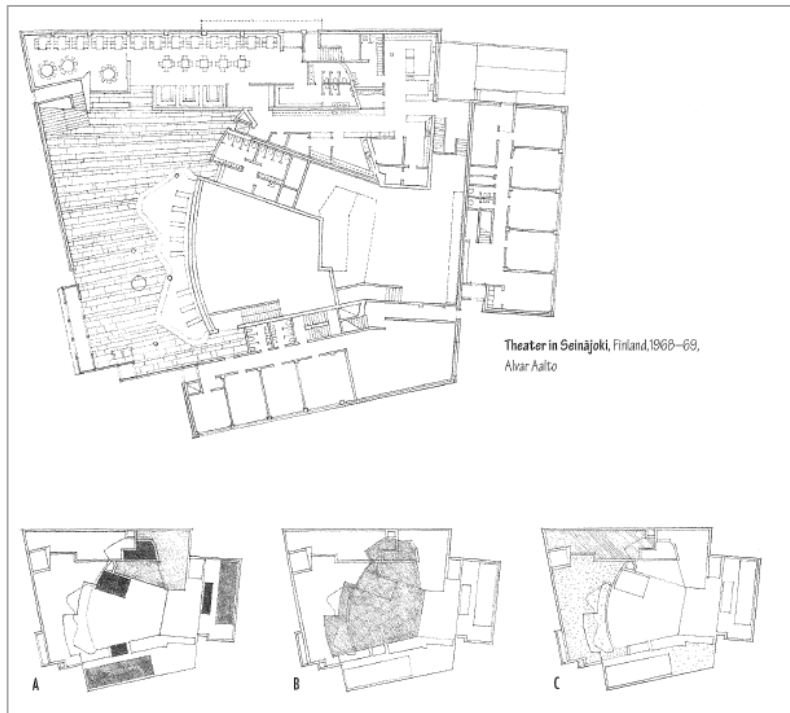 Theater in Seinäjoki, Finland, 1968–69,
Alvar Aalto
A
B
C